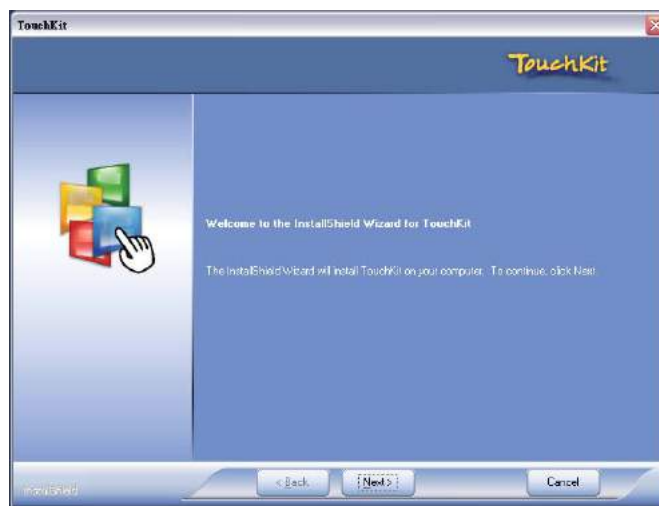 TouchKit
TouchKit
Welcome to the InstallShield Wizard for TouchKit
The InstallShield Wizard will install TouchKit on your computer. To continue, click Next.
InstallShield
< Back
Next >
Cancel